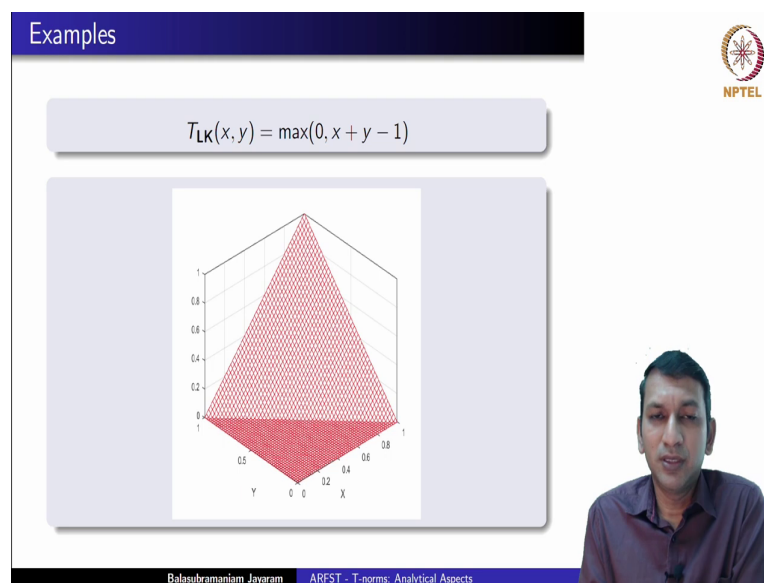 Examples
NPTEL
T_LK(x, y) = max(0, x + y − 1)
1
0.8
0.6
0.4
0.2
0
1
0.5
0
Y
0
0.2
0.4
0.6
0.8
1
X
Balasubramaniam Jayaram ARFST - T-norms: Analytical Aspects